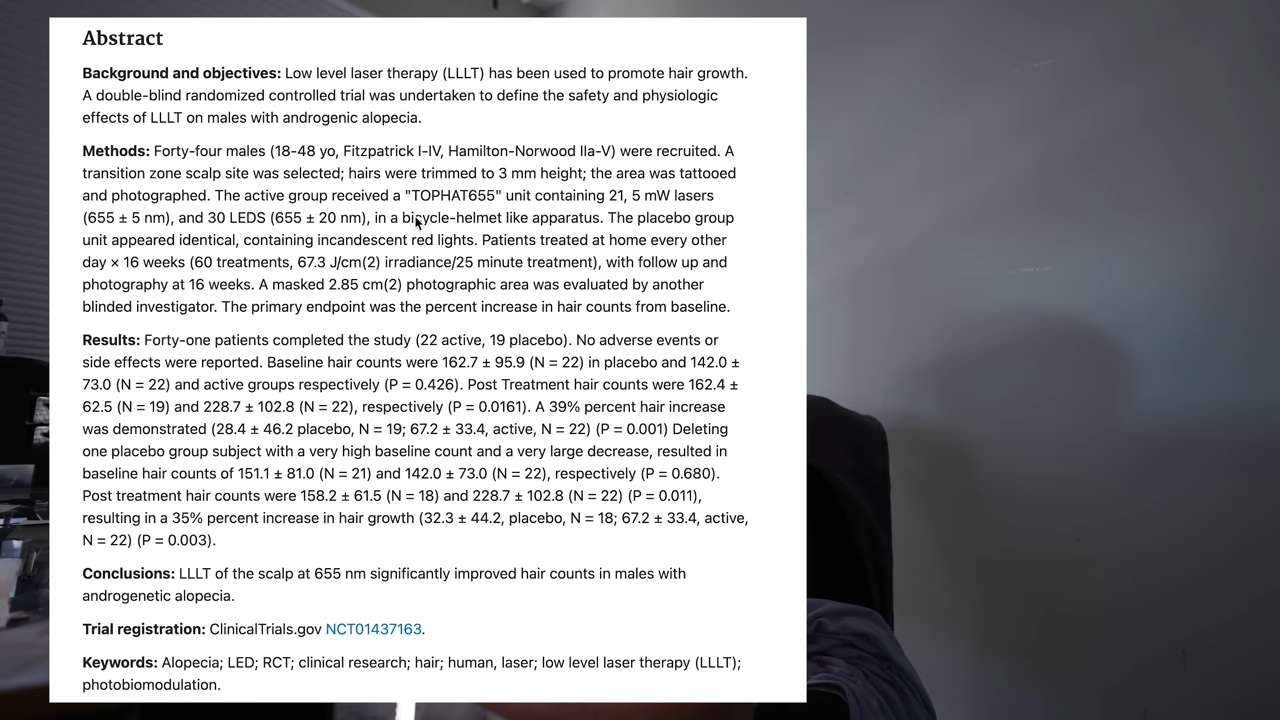 Abstract
Background and objectives: Low level laser therapy (LLLT) has been used to promote hair growth.
A double-blind randomized controlled trial was undertaken to define the safety and physiologic
effects of LLLT on males with androgenic alopecia.
Methods: Forty-four males (18-48 yo, Fitzpatrick I-IV, Hamilton-Norwood IIa-V) were recruited. A
transition zone scalp site was selected; hairs were trimmed to 3 mm height; the area was tattooed
and photographed. The active group received a "TOPHAT655" unit containing 21, 5 mW lasers
(655 ± 5 nm), and 30 LEDS (655 ± 20 nm), in a bicycle-helmet like apparatus. The placebo group
unit appeared identical, containing incandescent red lights. Patients treated at home every other
day × 16 weeks (60 treatments, 67.3 J/cm(2) irradiance/25 minute treatment), with follow up and
photography at 16 weeks. A masked 2.85 cm(2) photographic area was evaluated by another
blinded investigator. The primary endpoint was the percent increase in hair counts from baseline.
Results: Forty-one patients completed the study (22 active, 19 placebo). No adverse events or
side effects were reported. Baseline hair counts were 162.7 ± 95.9 (N = 22) in placebo and 142.0 ±
73.0 (N = 22) and active groups respectively (P = 0.426). Post Treatment hair counts were 162.4 ±
62.5 (N = 19) and 228.7 ± 102.8 (N = 22), respectively (P = 0.0161). A 39% percent hair increase
was demonstrated (28.4 ± 46.2 placebo, N = 19; 67.2 ± 33.4, active, N = 22) (P = 0.001) Deleting
one placebo group subject with a very high baseline count and a very large decrease, resulted in
baseline hair counts of 151.1 ± 81.0 (N = 21) and 142.0 ± 73.0 (N = 22), respectively (P = 0.680).
Post treatment hair counts were 158.2 ± 61.5 (N = 18) and 228.7 ± 102.8 (N = 22) (P = 0.011),
resulting in a 35% percent increase in hair growth (32.3 ± 44.2, placebo, N = 18; 67.2 ± 33.4, active,
N = 22) (P = 0.003).
Conclusions: LLLT of the scalp at 655 nm significantly improved hair counts in males with
androgenetic alopecia.
Trial registration: ClinicalTrials.gov NCT01437163.
Keywords: Alopecia; LED; RCT; clinical research; hair; human, laser; low level laser therapy (LLLT);
photobiomodulation.